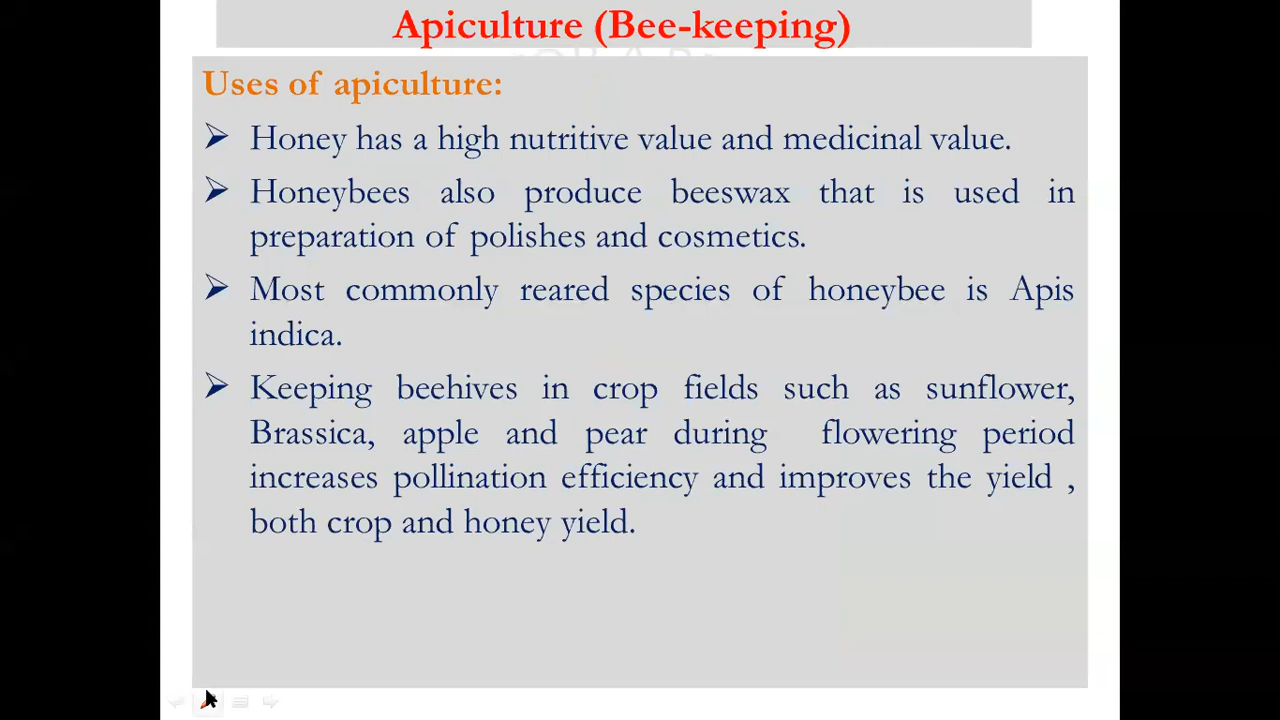 Apiculture (Bee-keeping)
Uses of apiculture:
➢ Honey has a high nutritive value and medicinal value.
➢ Honeybees also produce beeswax that is used in
preparation of polishes and cosmetics.
➢ Most commonly reared species of honeybee is Apis
indica.
➢ Keeping beehives in crop fields such as sunflower,
Brassica, apple and pear during flowering period
increases pollination efficiency and improves the yield ,
both crop and honey yield.